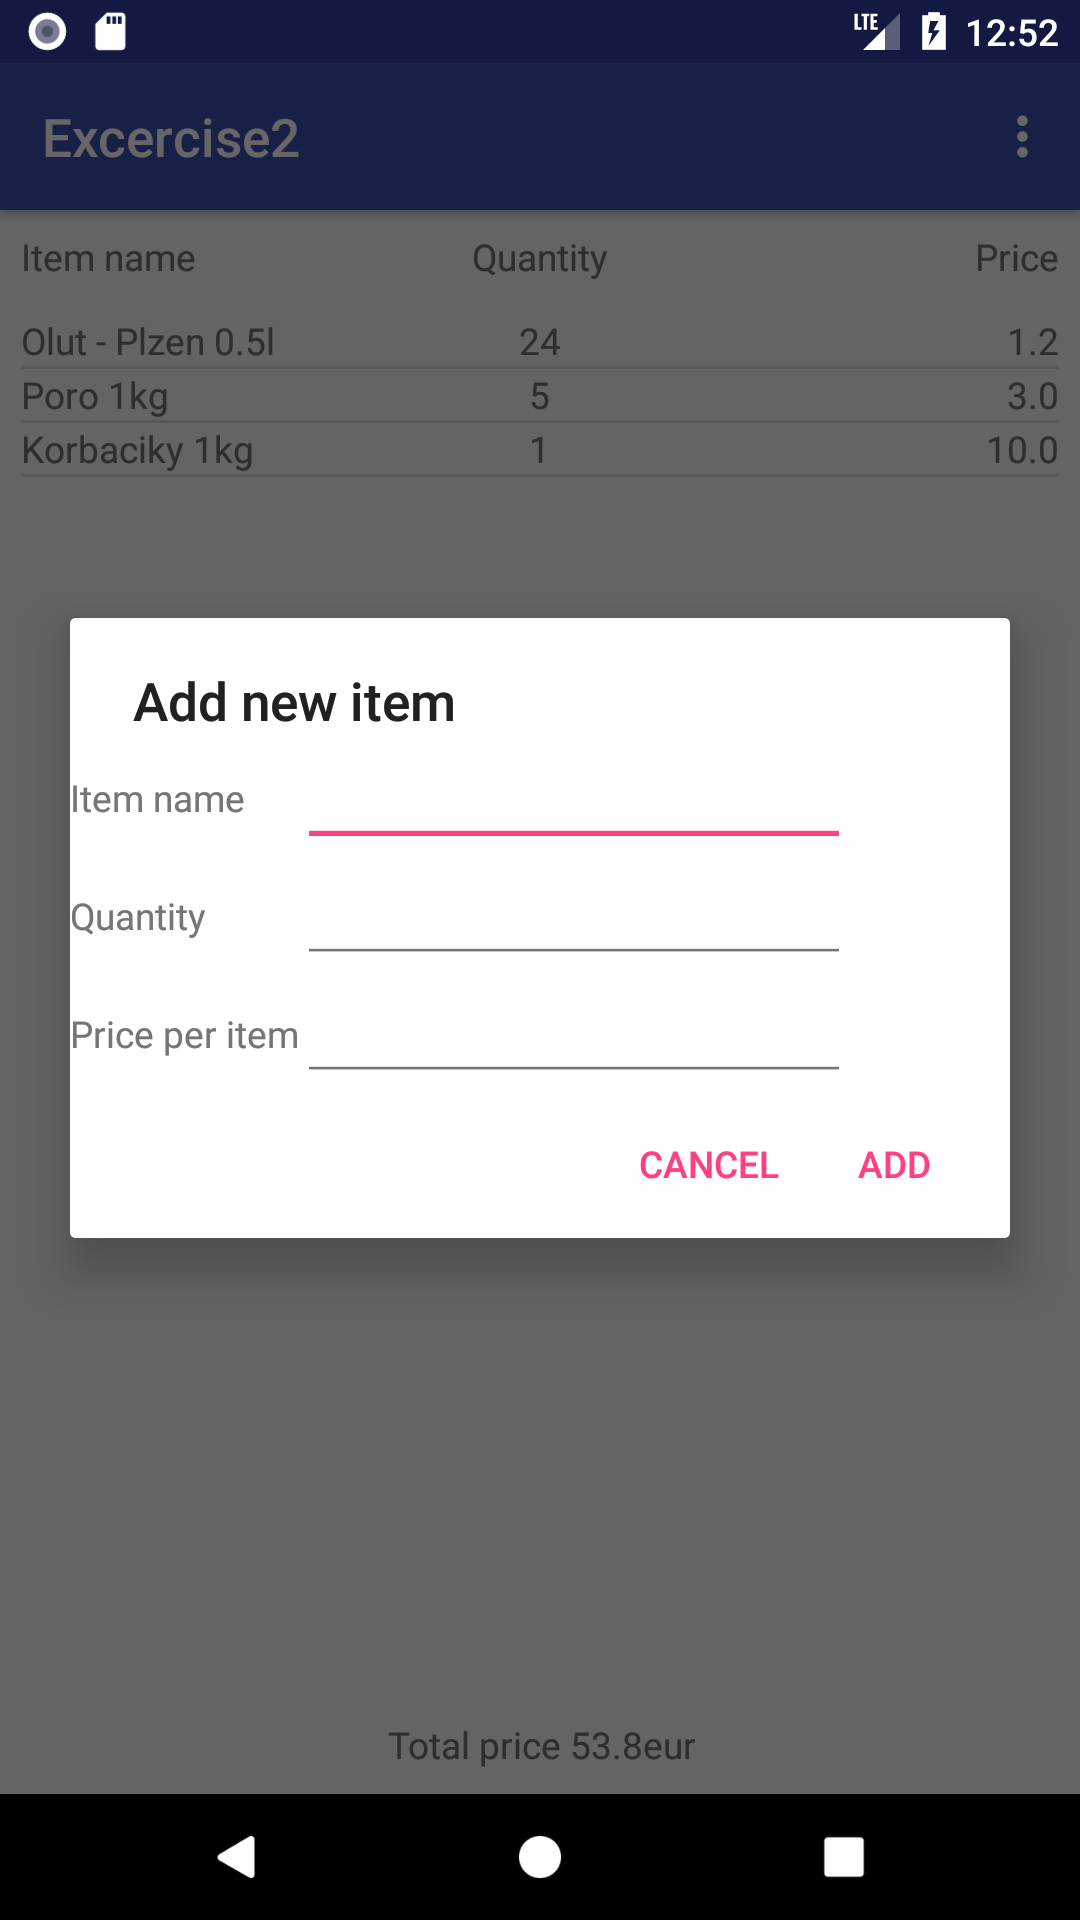 LTE 12:52
Excercise2
Item name Quantity Price
Olut - Plzen 0.5l 24 1.2
Poro 1kg 5 3.0
Korbaciky 1kg 1 10.0
Add new item
Item name
Quantity
Price per item
CANCEL ADD
Total price 53.8eur